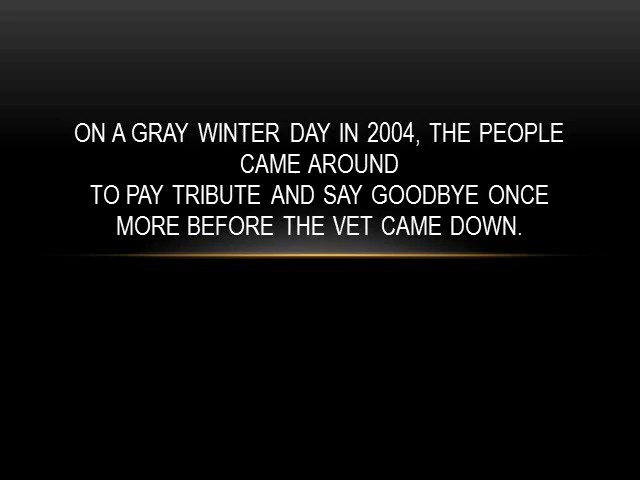 ON A GRAY WINTER DAY IN 2004, THE PEOPLE
CAME AROUND
TO PAY TRIBUTE AND SAY GOODBYE ONCE
MORE BEFORE THE VET CAME DOWN.